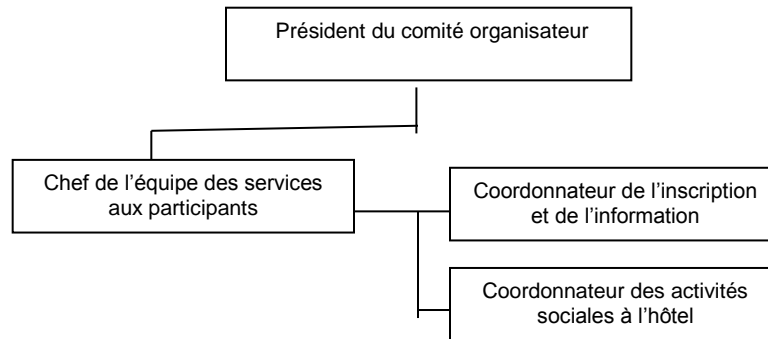 Président du comité organisateur
Chef de l’équipe des services
aux participants
Coordonnateur de l’inscription
et de l’information
Coordonnateur des activités
sociales à l’hôtel